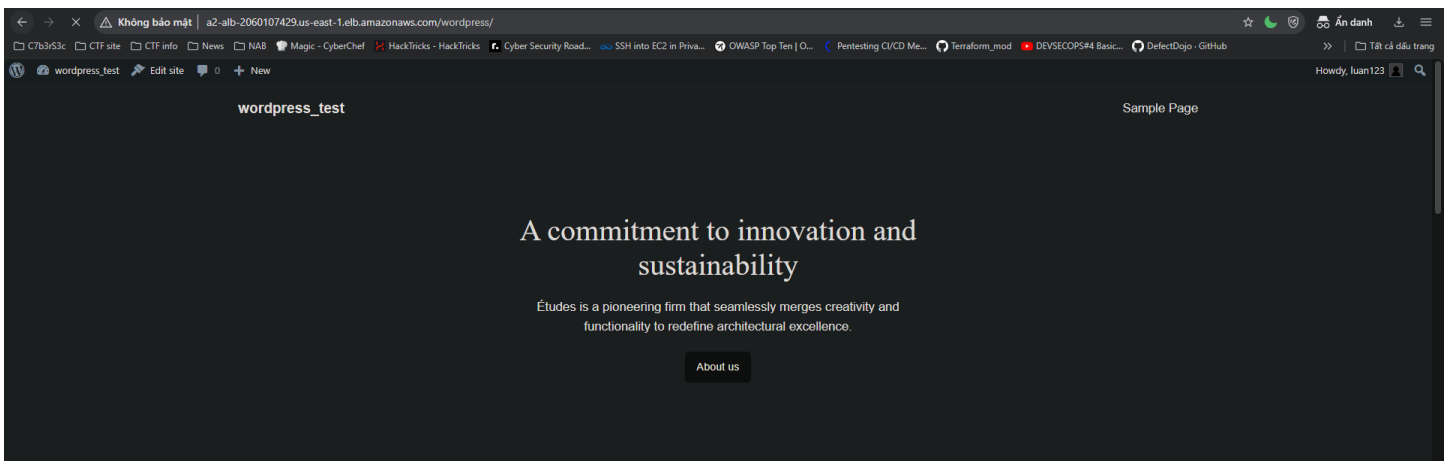 Không bảo mật a2-alb-2060107429.us-east-1.elb.amazonaws.com/wordpress/ Ẩn danh
C7b3rS3c CTF site CTF info News NAB Magic - CyberChef HackTricks - HackTricks Cyber Security Road... SSH into EC2 in Priva... OWASP Top Ten | O... Pentesting CI/CD Me... Terraform_mod DEVSECOPS#4 Basic... DefectDojo · GitHub >> Tất cả dấu trang
wordpress_test Edit site 0 + New Howdy, luan123
wordpress_test Sample Page
A commitment to innovation and
sustainability
Études is a pioneering firm that seamlessly merges creativity and
functionality to redefine architectural excellence.
About us